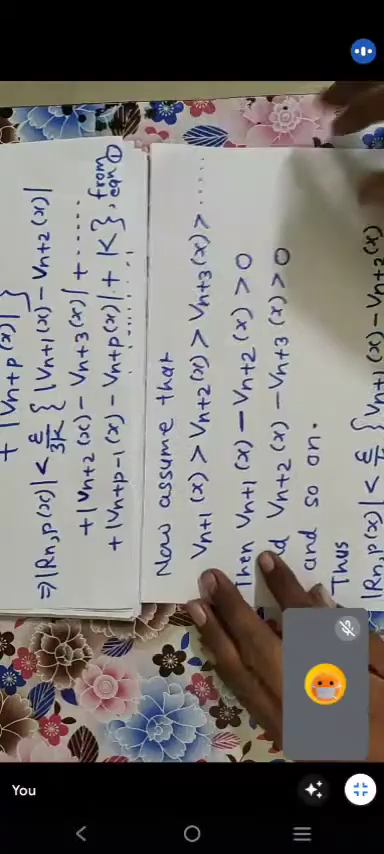 + |Vn+p(x)| }
⇒|Rn,p(x)| < ε/3K { |Vn+1(x) - Vn+2(x)|
+ |Vn+2(x) - Vn+3(x)| + ......
+ |Vn+p-1(x) - Vn+p(x)| + |K| }, from eqn ①
Now assume that
Vn+1(x) > Vn+2(x) > Vn+3(x) > .....
Then Vn+1(x) - Vn+2(x) > 0
Vn+2(x) - Vn+3(x) > 0
and so on.
Thus
|Rn,p(x)| < { Vn+1(x) - Vn+2(x)
You